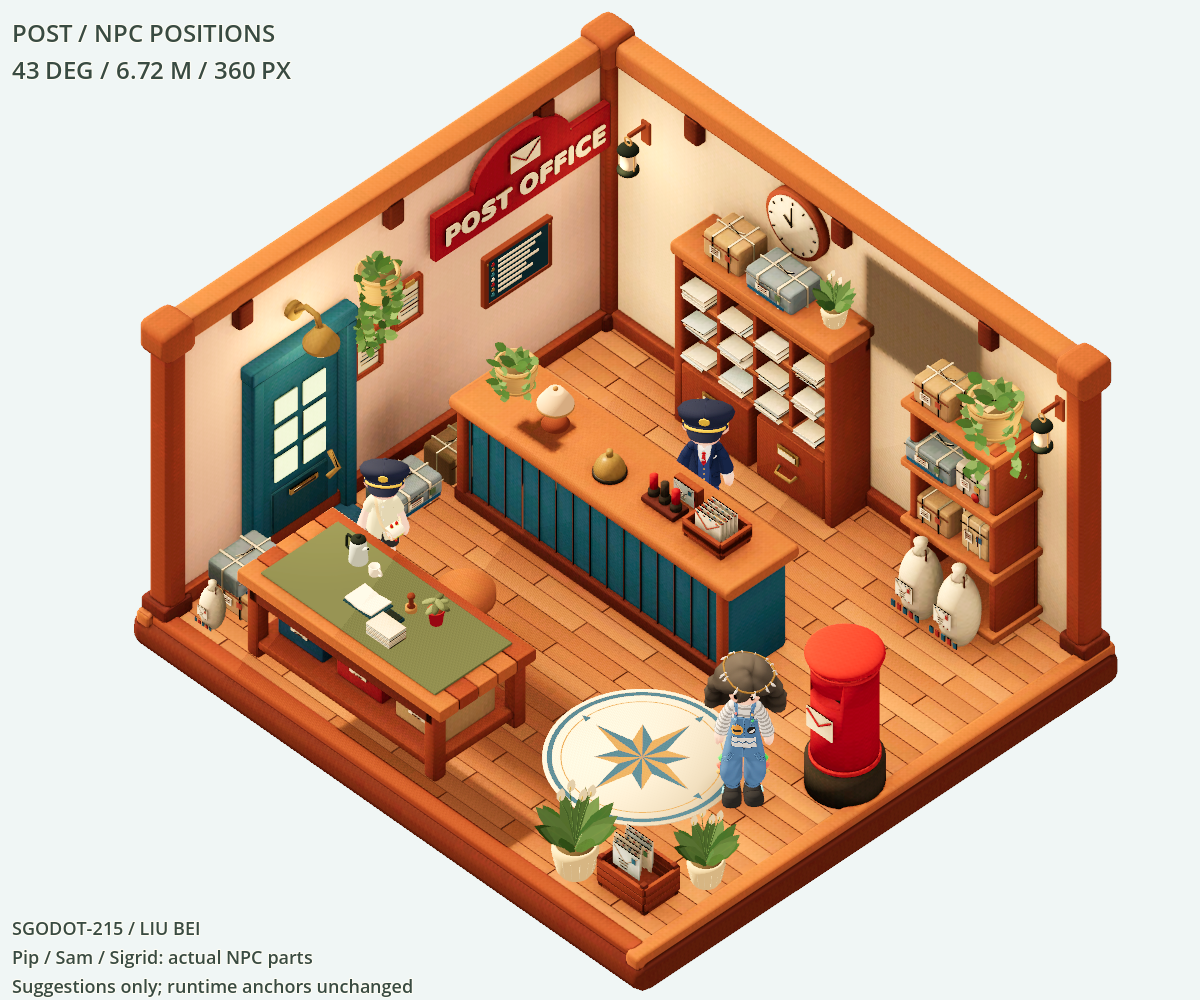 POST / NPC POSITIONS
43 DEG / 6.72 M / 360 PX
POST OFFICE
SGODOT-215 / LIU BEI
Pip / Sam / Sigrid: actual NPC parts
Suggestions only; runtime anchors unchanged